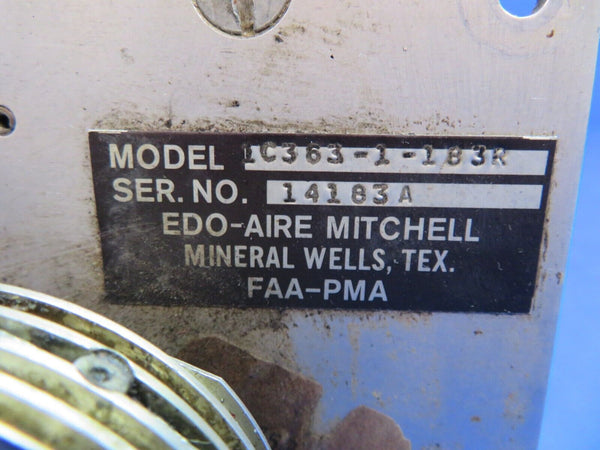 MODEL 1C363-1-183R
SER. NO. 14183A
EDO-AIRE MITCHELL
MINERAL WELLS, TEX.
FAA-PMA